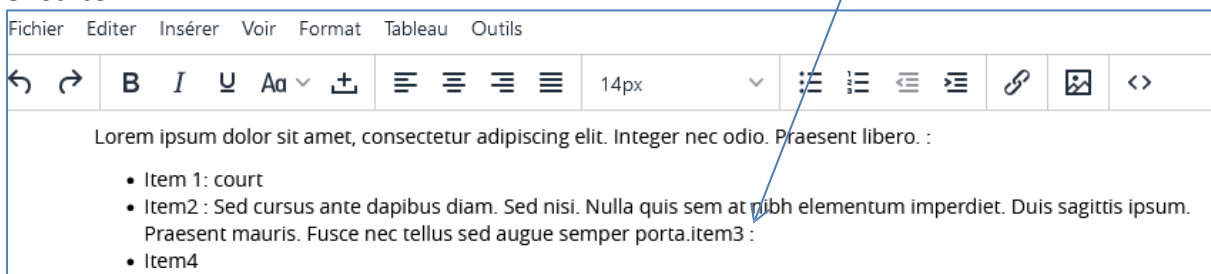 Fichier Editer Insérer Voir Format Tableau Outils
B I U Aa 14px
Lorem ipsum dolor sit amet, consectetur adipiscing elit. Integer nec odio. Praesent libero. :
• Item 1: court
• Item2 : Sed cursus ante dapibus diam. Sed nisi. Nulla quis sem at nibh elementum imperdiet. Duis sagittis ipsum.
Praesent mauris. Fusce nec tellus sed augue semper porta.item3 :
• Item4